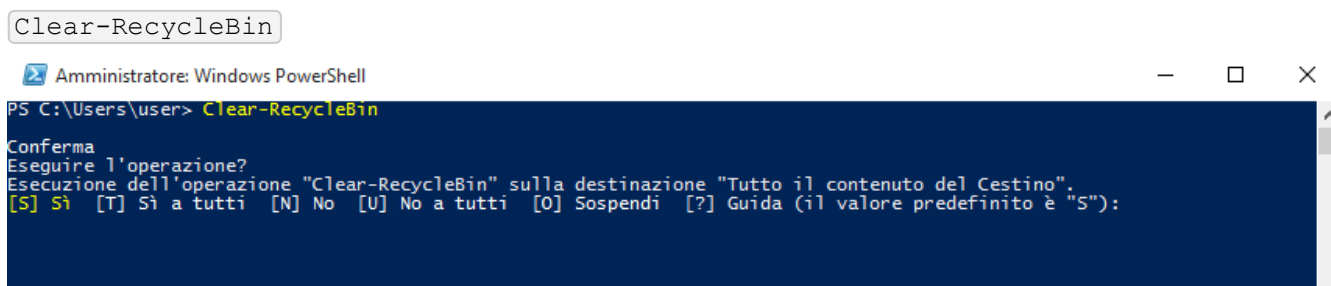 Clear-RecycleBin
Amministratore: Windows PowerShell
PS C:\Users\user> Clear-RecycleBin
Conferma
Eseguire l'operazione?
Esecuzione dell'operazione "Clear-RecycleBin" sulla destinazione "Tutto il contenuto del Cestino".
[S] Sì  [T] Sì a tutti  [N] No  [U] No a tutti  [O] Sospendi  [?] Guida (il valore predefinito è "S"):